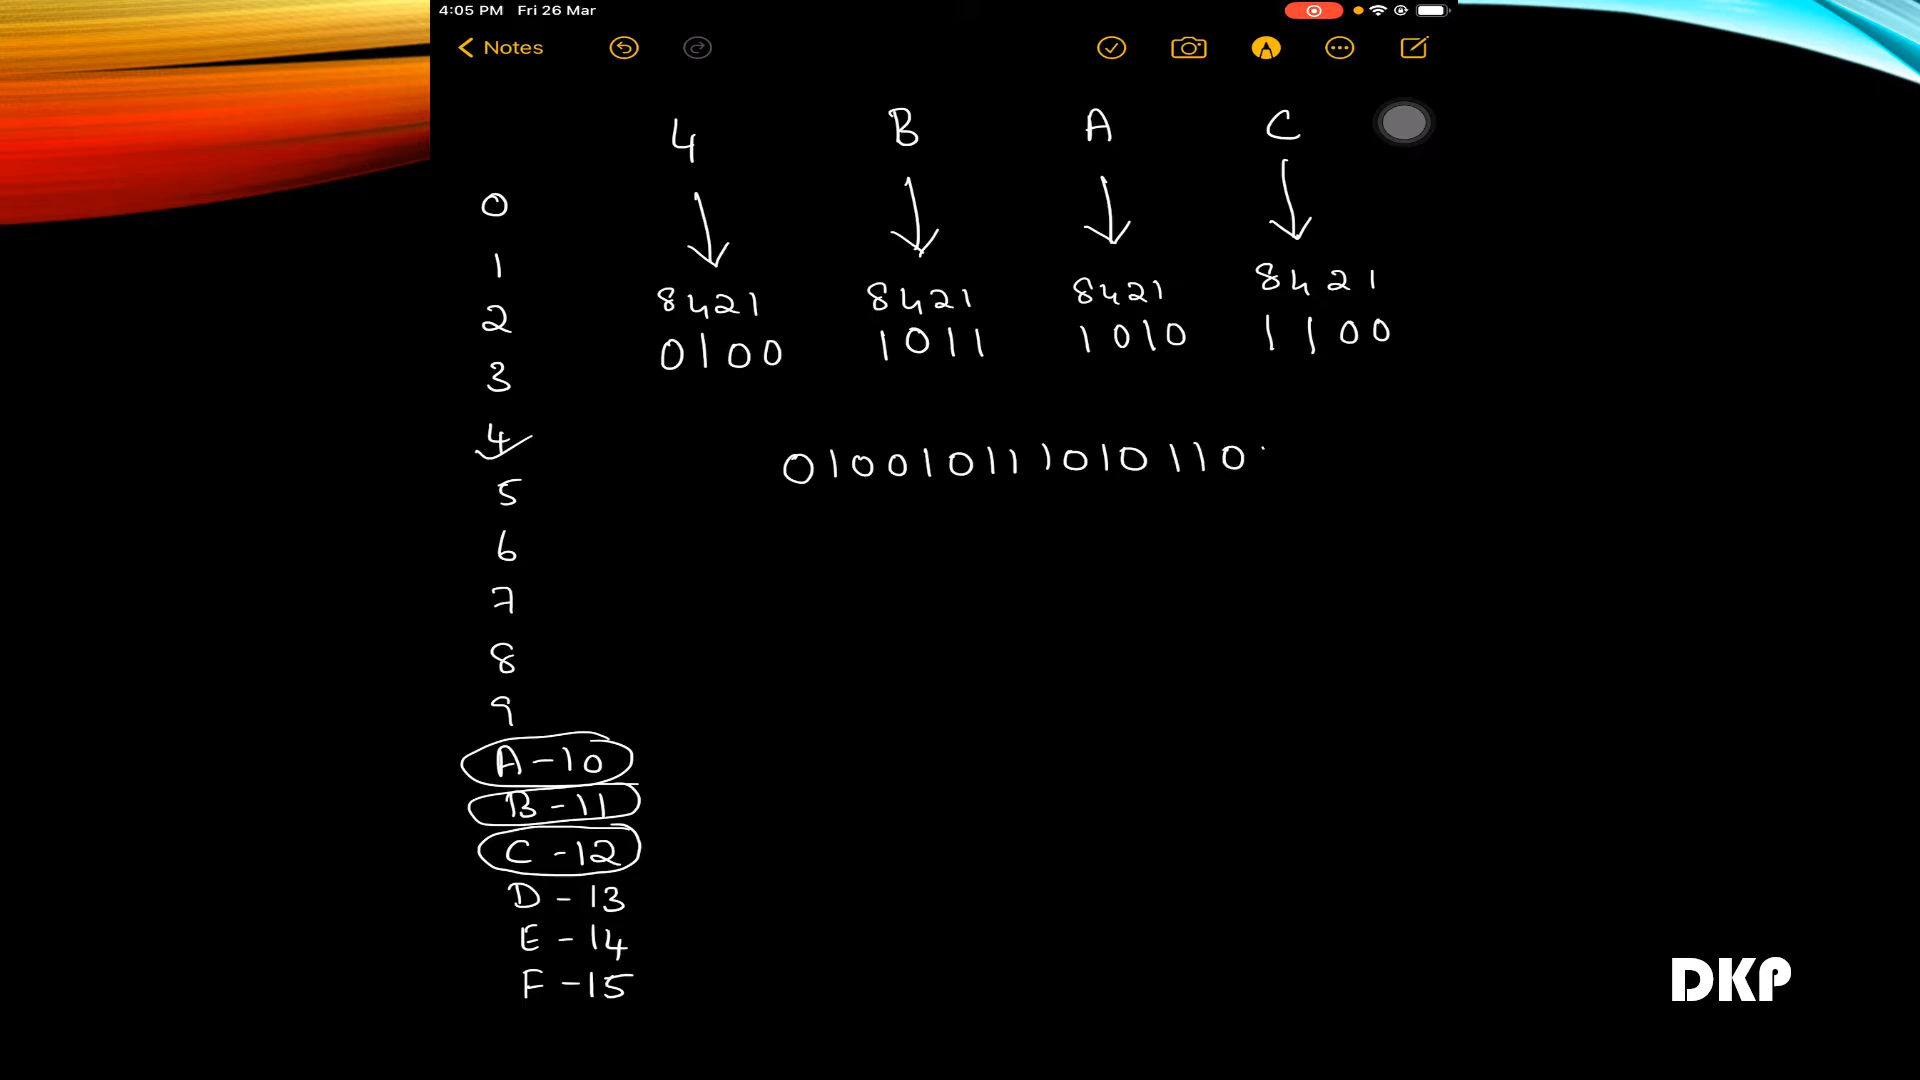 4:05 PM Fri 26 Mar
Notes
4 B A C
8421 8421 8421 8421
0100 1011 1010 1100
010010111010110
0
1
2
3
4
5
6
7
8
9
A-10
B-11
C-12
D-13
E-14
F-15
DKP